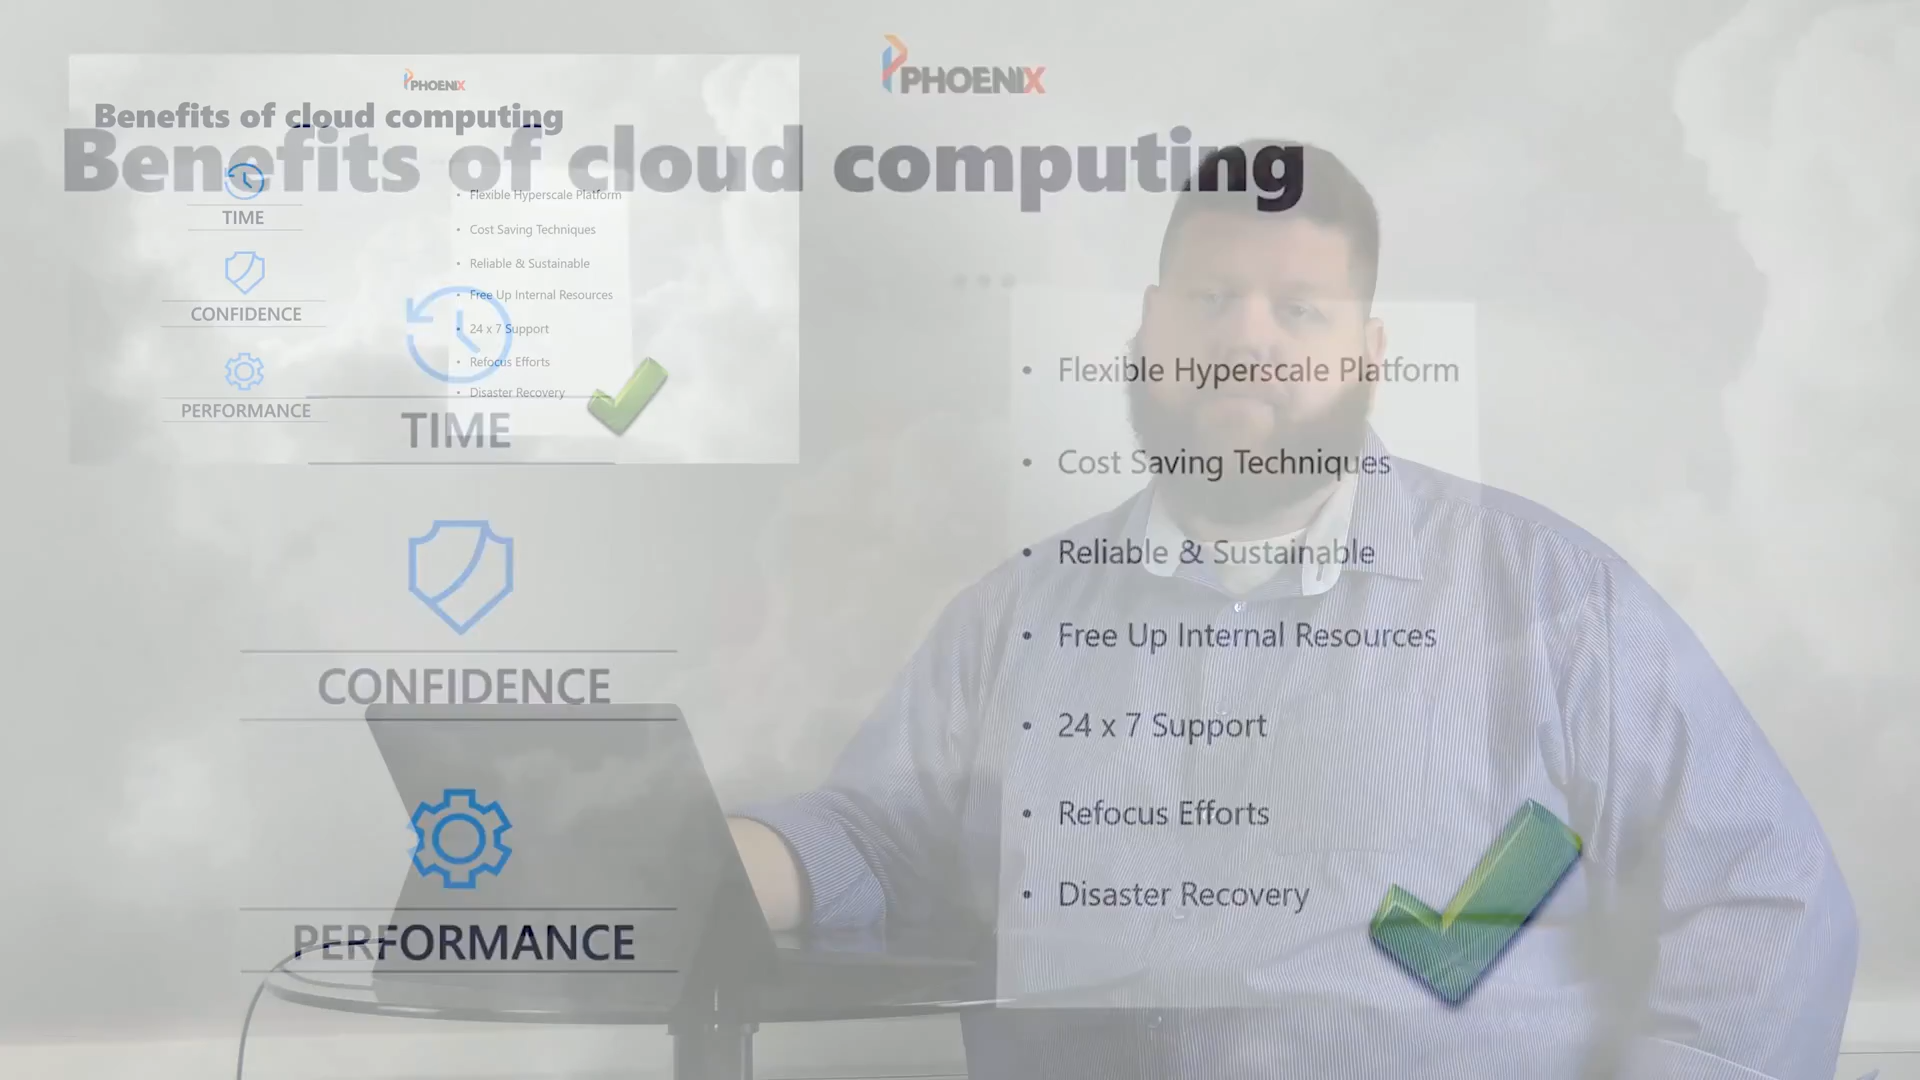 PHOENIX
Benefits of cloud computing
TIME
CONFIDENCE
PERFORMANCE
• Flexible Hyperscale Platform
• Cost Saving Techniques
• Reliable & Sustainable
• Free Up Internal Resources
• 24 x 7 Support
• Refocus Efforts
• Disaster Recovery
PHOENIX
Benefits of cloud computing
TIME
CONFIDENCE
PERFORMANCE
• Flexible Hyperscale Platform
• Cost Saving Techniques
• Reliable & Sustainable
• Free Up Internal Resources
• 24 x 7 Support
• Refocus Efforts
• Disaster Recovery